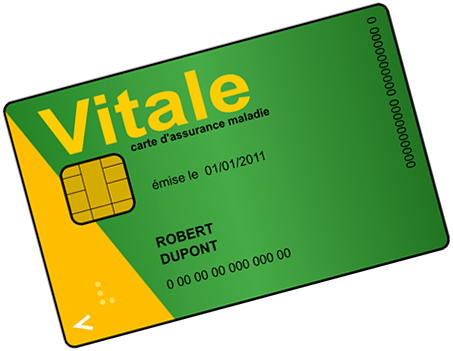 Vitale
carte d'assurance maladie
émise le 01/01/2011
ROBERT
DUPONT
0 00 00 00 000 000 00
0 0000000000 0000000000